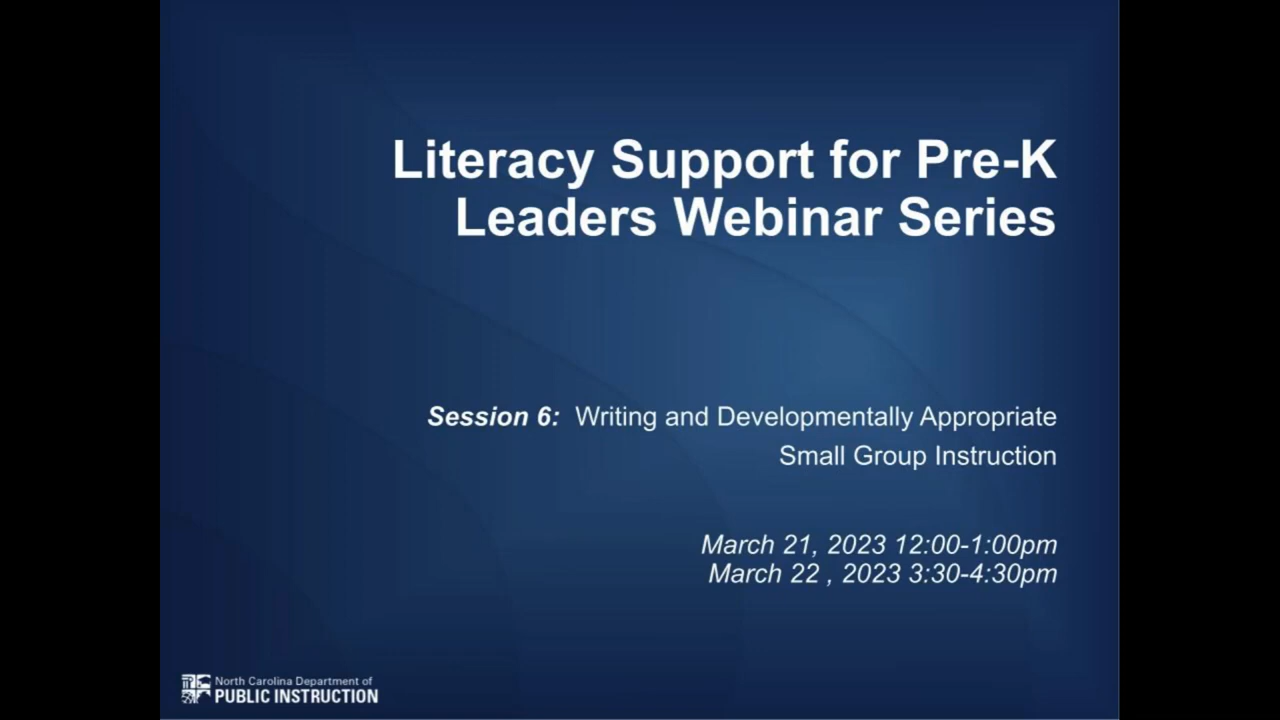 Literacy Support for Pre-K
Leaders Webinar Series
Session 6: Writing and Developmentally Appropriate
Small Group Instruction
March 21, 2023 12:00-1:00pm
March 22 , 2023 3:30-4:30pm
North Carolina Department of
PUBLIC INSTRUCTION